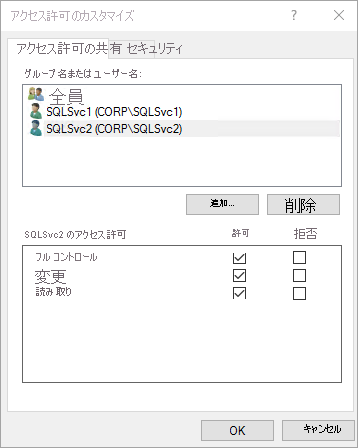 アクセス許可のカスタマイズ
アクセス許可の共有 セキュリティ
グループ名またはユーザー名:
全員
SQLSvc1 (CORP\SQLSvc1)
SQLSvc2 (CORP\SQLSvc2)
追加... 削除
SQLSvc2 のアクセス許可 許可 拒否
フル コントロール
変更
読み取り
OK キャンセル